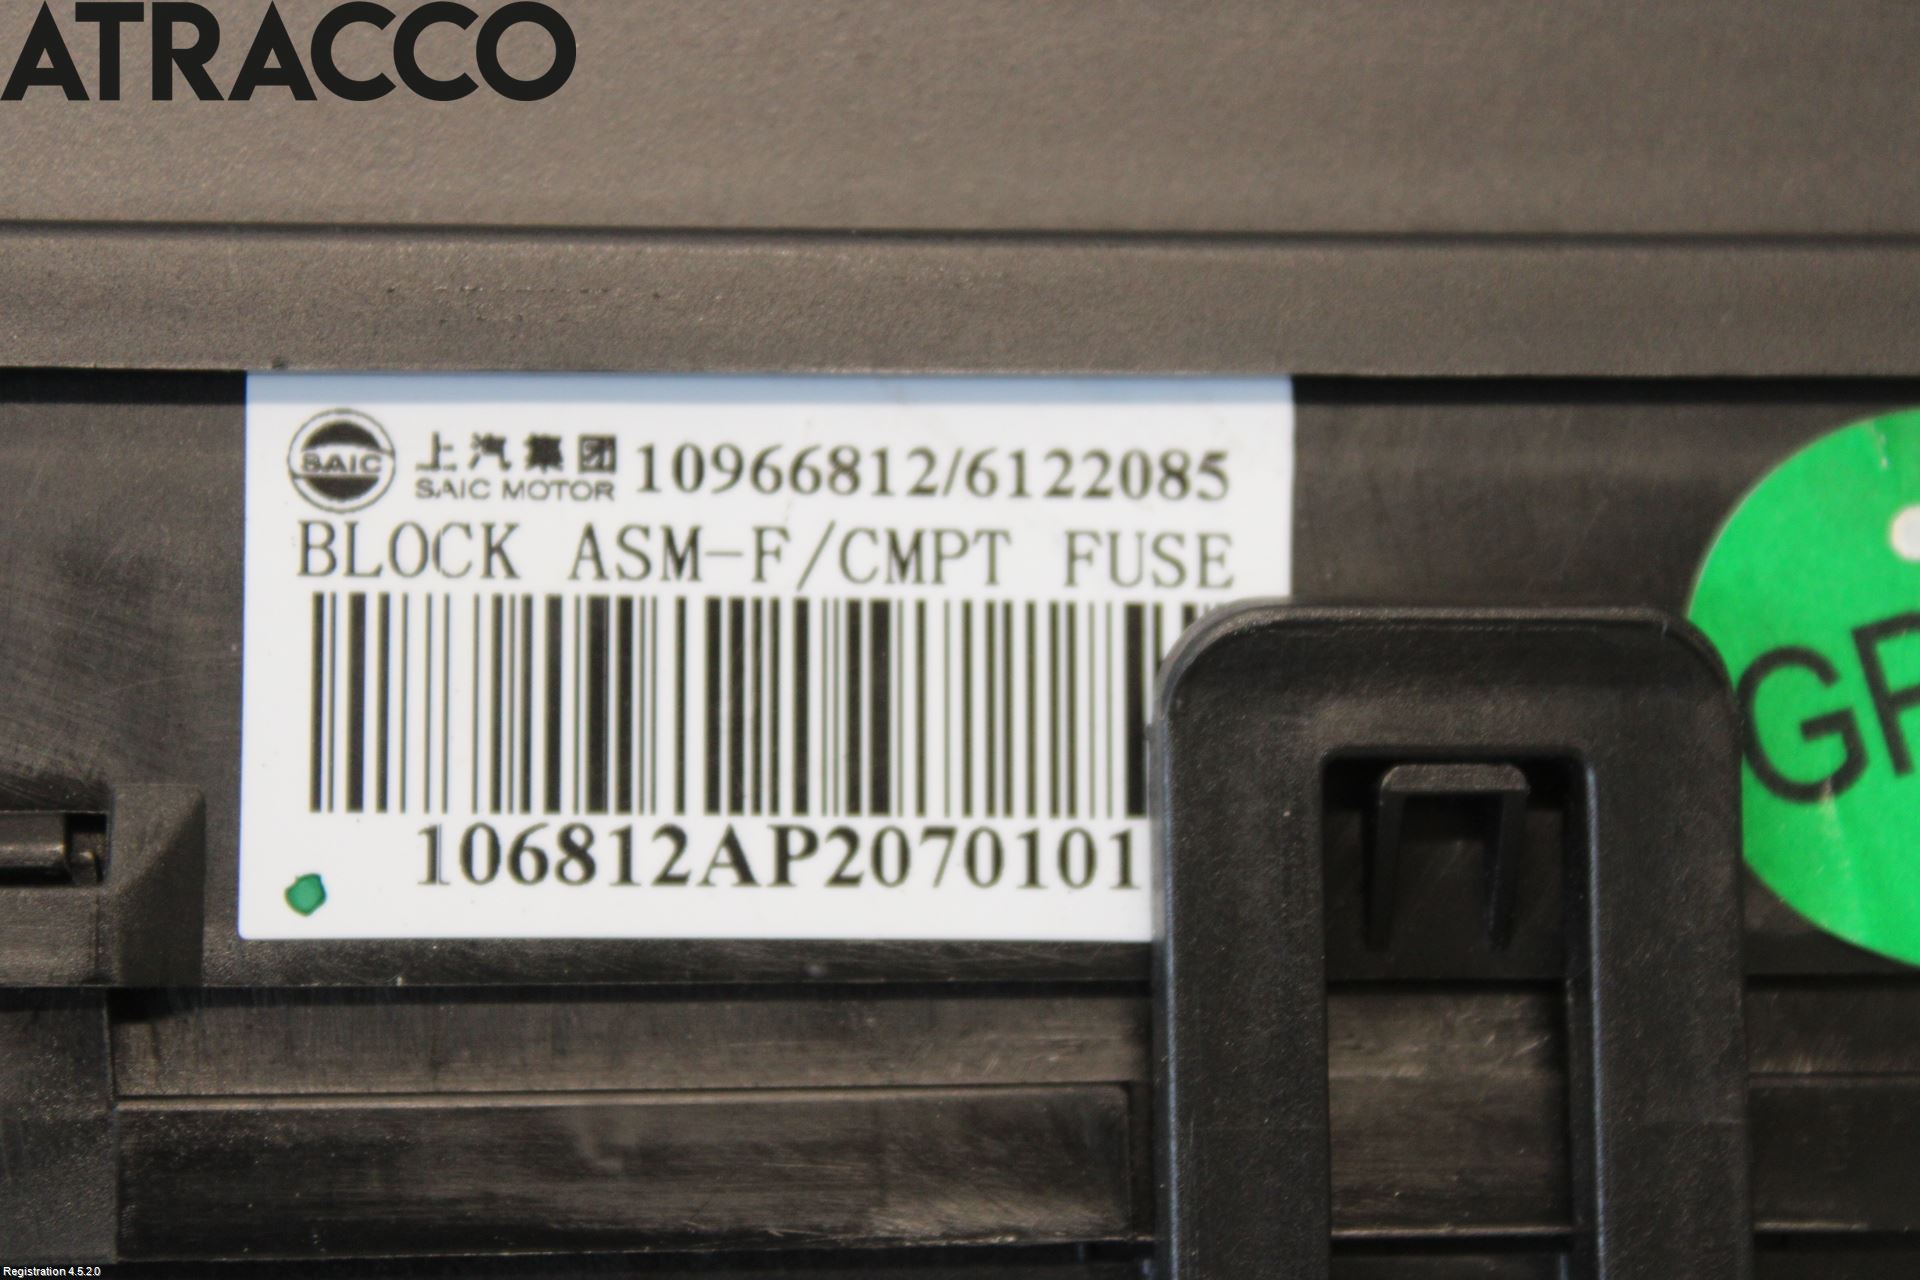 ATRACCO
SAIC 上汽集团 10966812/6122085
SAIC MOTOR
BLOCK ASM-F/CMPT FUSE
106812AP2070101
GP
Registration 4.5.2.0